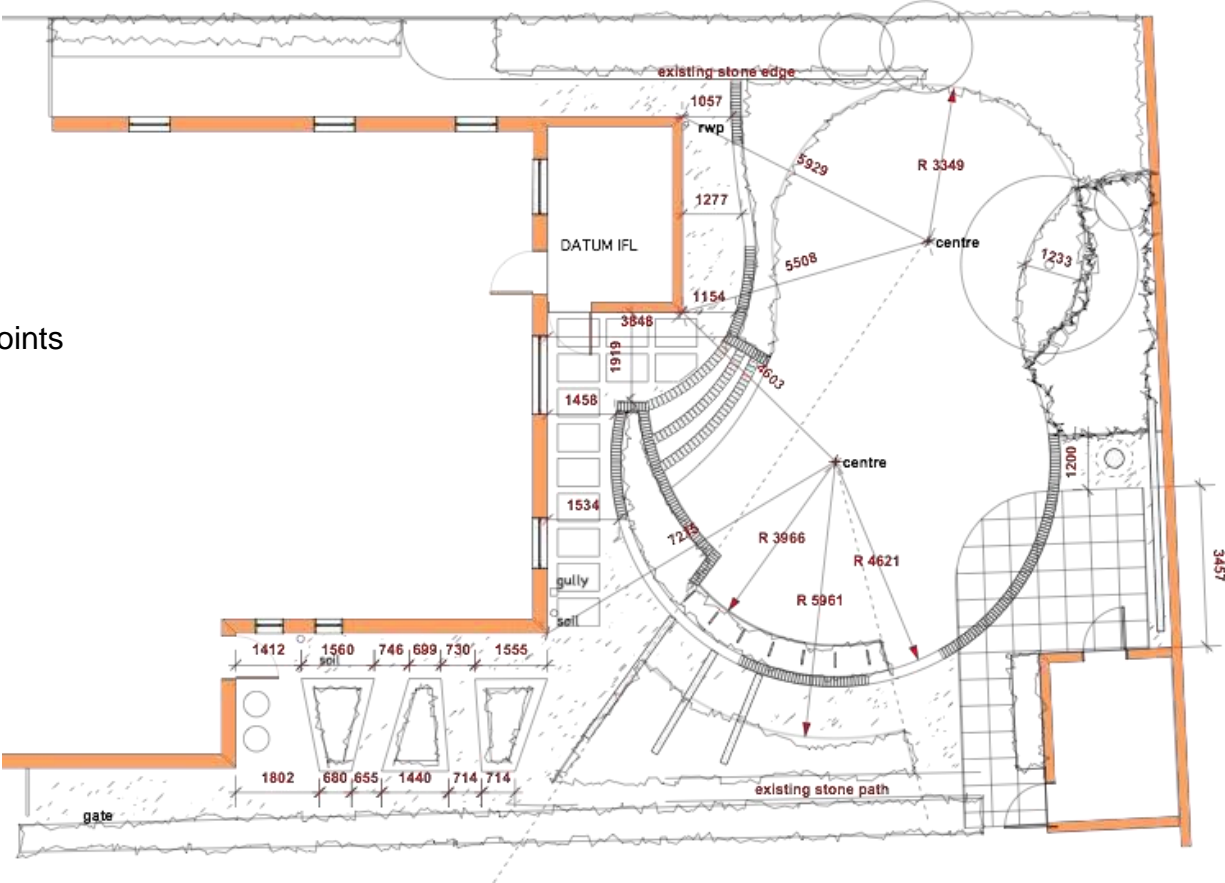 existing stone edge
1057
rwp
5929
R 3349
1277
centre
DATUM IFL
5508
1233
1154
3848
oints
1919
4603
1458
centre
1200
1534
R 3966
R 4621
3457
gully
R 5961
soil
1412 1560 746 699 730 1555
soil
1802 680 655 1440 714 714
existing stone path
gate